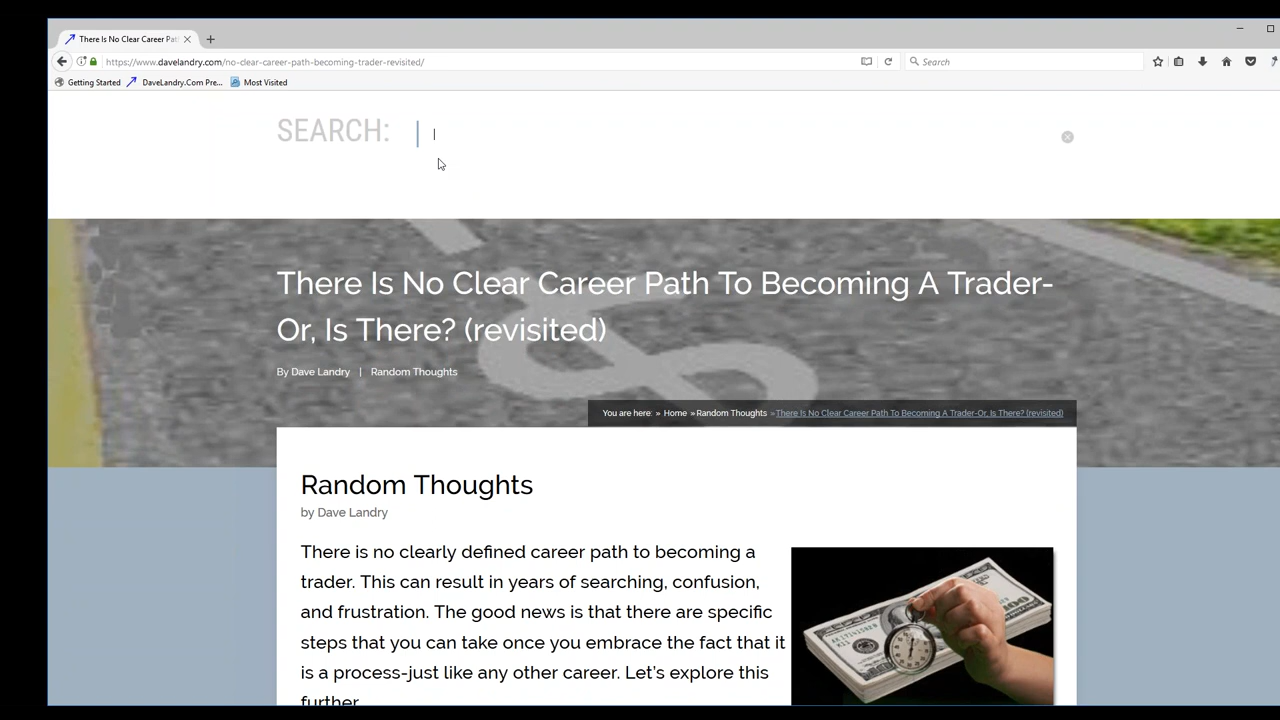 There Is No Clear Career Pat
https://www.davelandry.com/no-clear-career-path-becoming-trader-revisited/
Search
Getting Started
DaveLandry.Com Pre...
Most Visited
SEARCH:
There Is No Clear Career Path To Becoming A Trader-
Or, Is There? (revisited)
By Dave Landry | Random Thoughts
You are here: » Home » Random Thoughts » There Is No Clear Career Path To Becoming A Trader-Or, Is There? (revisited)
Random Thoughts
by Dave Landry
There is no clearly defined career path to becoming a
trader. This can result in years of searching, confusion,
and frustration. The good news is that there are specific
steps that you can take once you embrace the fact that it
is a process-just like any other career. Let's explore this
further.